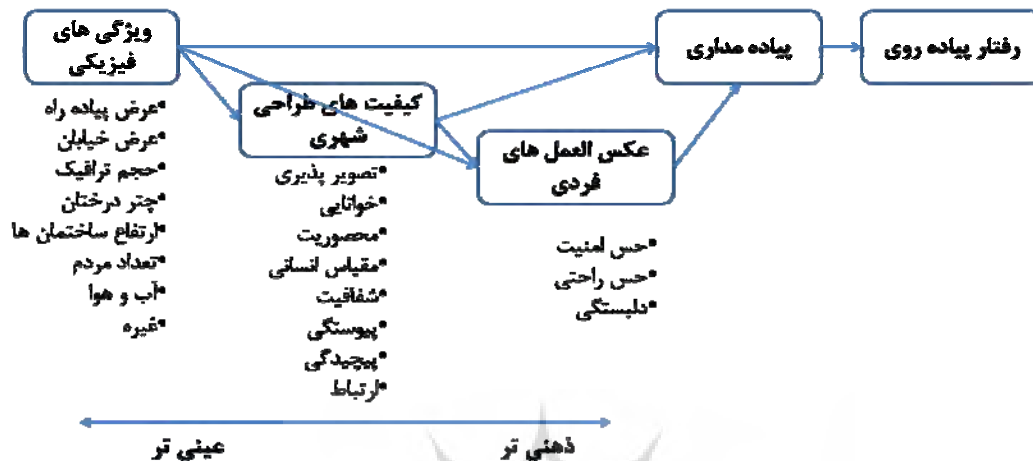 ویژگی های
فیزیکی
•عرض پیاده راه
•عرض خیابان
•حجم ترافیک
•چتر درختان
•ارتفاع ساختمان ها
•تعداد مردم
•آب و هوا
•غیره
کیفیت های طراحی
شهری
•تصویر پذیری
•خوانایی
•محصوریت
•مقیاس انسانی
•شفافیت
•پیوستگی
•پیچیدگی
•ارتباط
عکس العمل های
فردی
•حس امنیت
•حس راحتی
•دلبستگی
پیاده مداری
رفتار پیاده روی
عینی تر
ذهنی تر